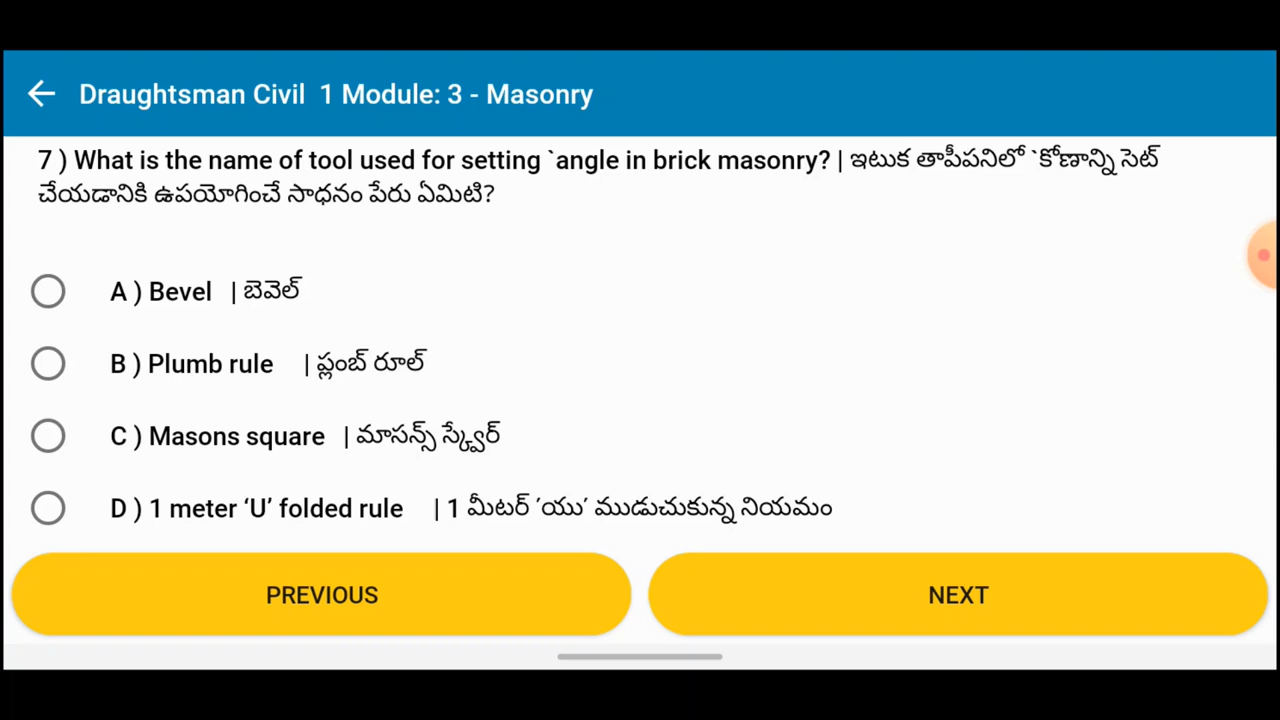 Draughtsman Civil 1 Module: 3 - Masonry
7 ) What is the name of tool used for setting `angle in brick masonry? | ఇటుక తాపీపనిలో `కోణాన్ని సెట్
చేయడానికి ఉపయోగించే సాధనం పేరు ఏమిటి?
A ) Bevel | బెవెల్
B ) Plumb rule | ప్లంబ్ రూల్
C ) Masons square | మాసన్స్ స్క్వేర్
D ) 1 meter ‘U’ folded rule | 1 మీటర్ ′యు′ ముడుచుకున్న నియమం
PREVIOUS NEXT